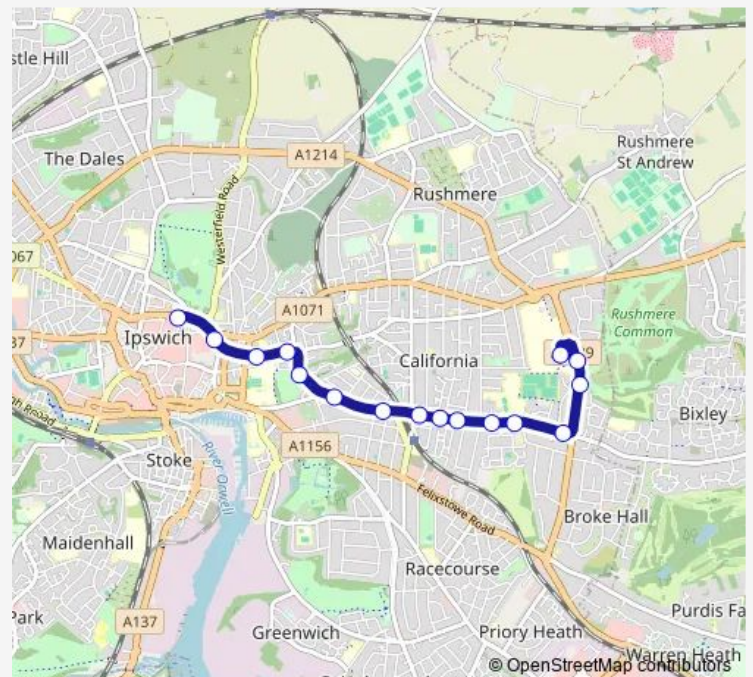 stle Hill
The Dales
A1214
Rushmere
St Andrew
Rushmere
Westerfield Road
067
A1071
Rushmere
Common
Ipswich
37
California
9
Bixley
Road
A1156
Stoke
River Orwell
Felixstowe Road
Broke Hall
Maidenhall
Racecourse
Purdis Fa
Park
A137
Greenwich
Priory Heath
Warren Heath
© OpenStreetMap contributors